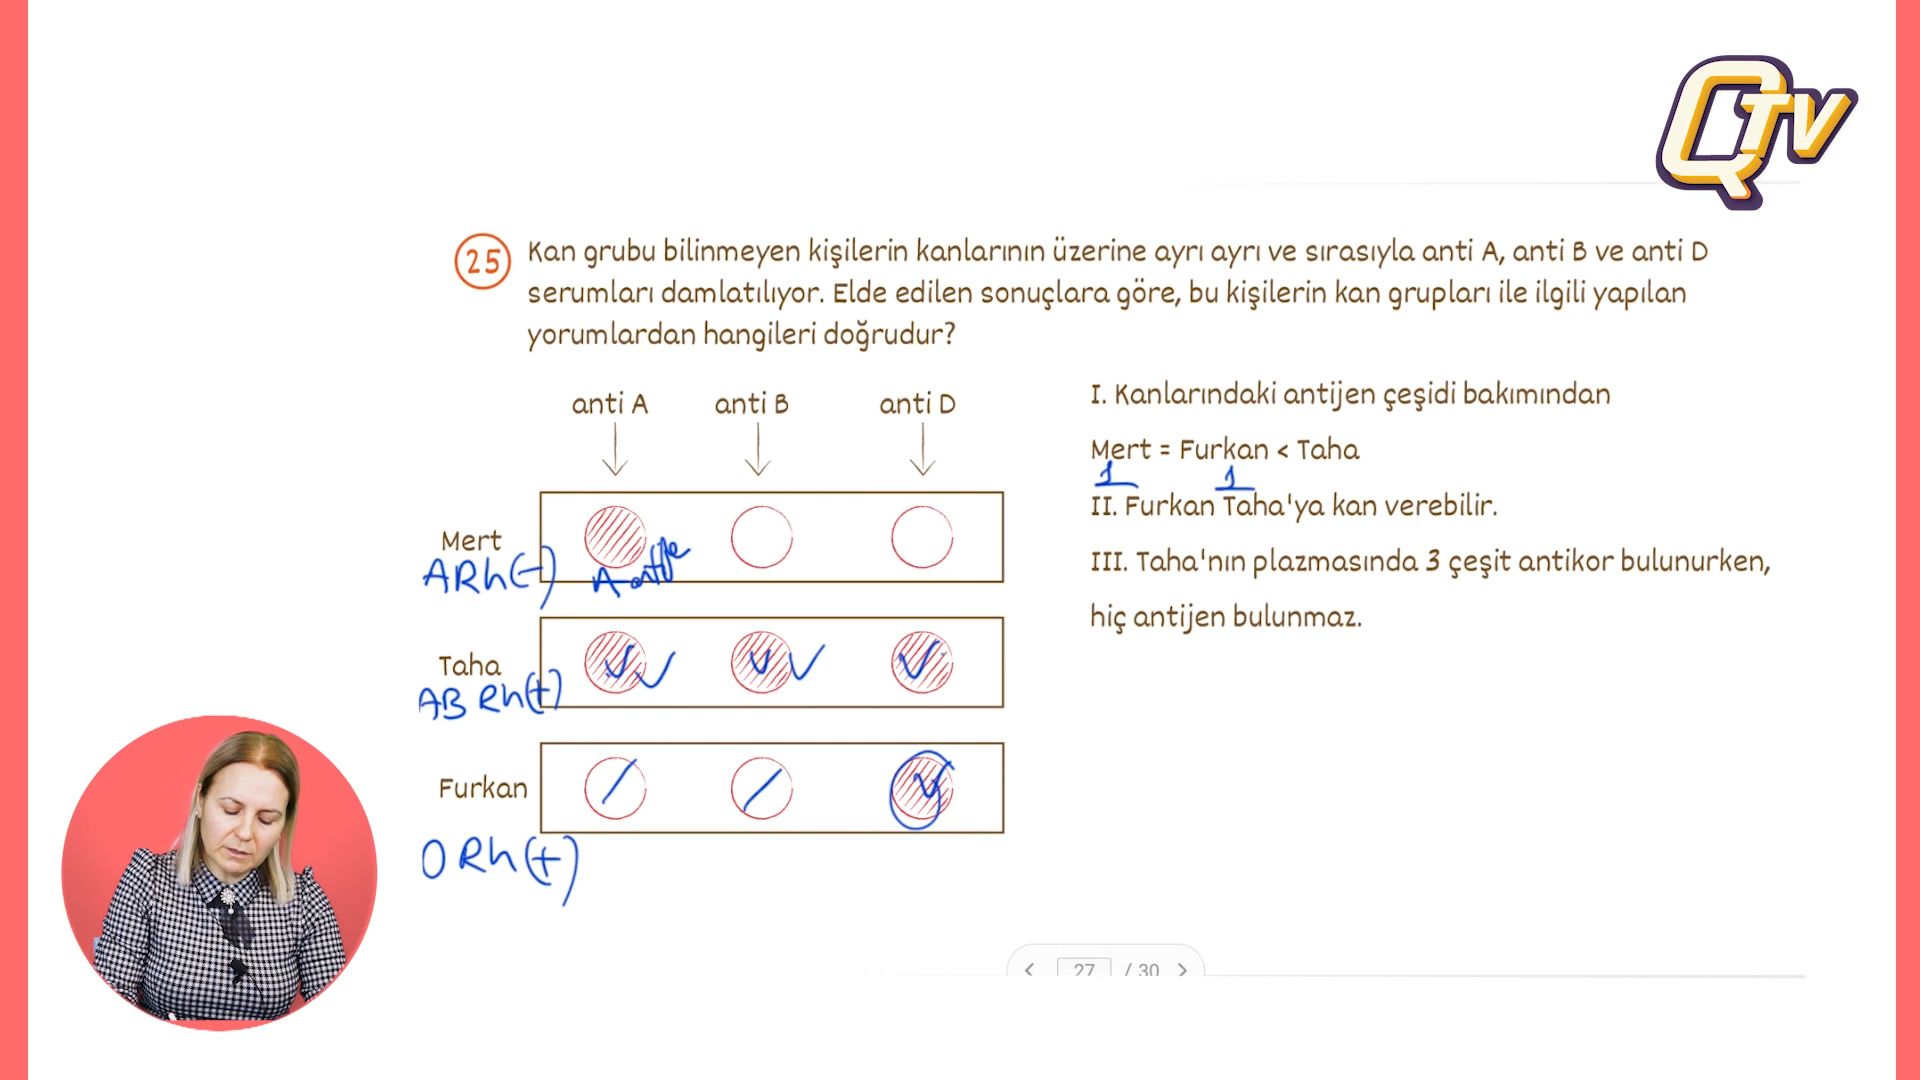 QTV
25 Kan grubu bilinmeyen kişilerin kanlarının üzerine ayrı ayrı ve sırasıyla anti A, anti B ve anti D
serumları damlatılıyor. Elde edilen sonuçlara göre, bu kişilerin kan grupları ile ilgili yapılan
yorumlardan hangileri doğrudur?
anti A anti B anti D
Mert
ARh(-)
A
Taha
AB Rh(+)
Furkan
O Rh(+)
I. Kanlarındaki antijen çeşidi bakımından
Mert = Furkan < Taha
1 1
II. Furkan Taha'ya kan verebilir.
III. Taha'nın plazmasında 3 çeşit antikor bulunurken,
hiç antijen bulunmaz.
27 / 30